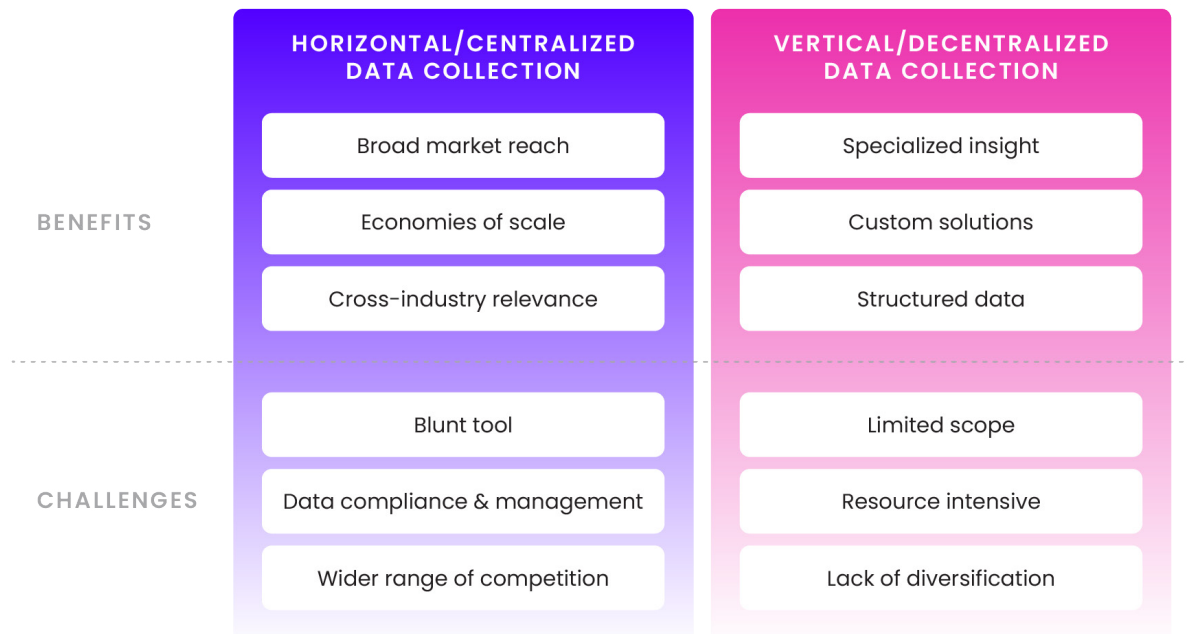 HORIZONTAL/CENTRALIZED
DATA COLLECTION
VERTICAL/DECENTRALIZED
DATA COLLECTION
BENEFITS
Broad market reach
Specialized insight
Economies of scale
Custom solutions
Cross-industry relevance
Structured data
CHALLENGES
Blunt tool
Limited scope
Data compliance & management
Resource intensive
Wider range of competition
Lack of diversification